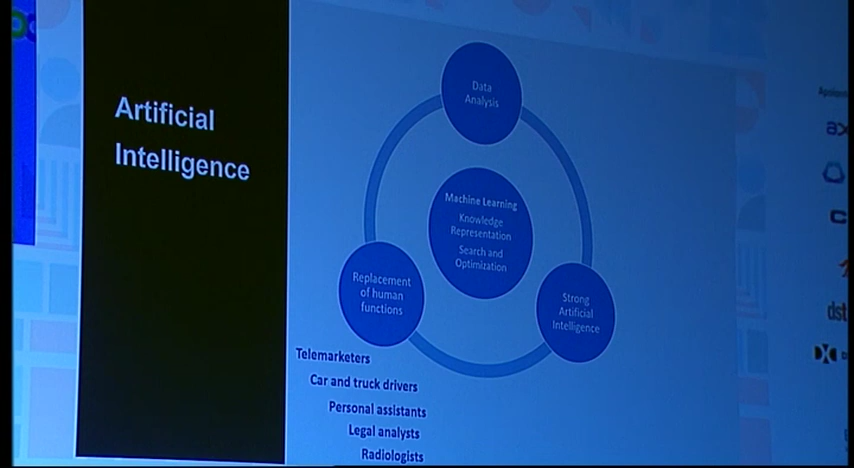 Artificial
Intelligence
Data
Analysis
Machine Learning
Knowledge
Representation
Search and
Optimization
Replacement
of human
functions
Strong
Artificial
Intelligence
Telemarketers
Car and truck drivers
Personal assistants
Legal analysts
Radiologists
dst